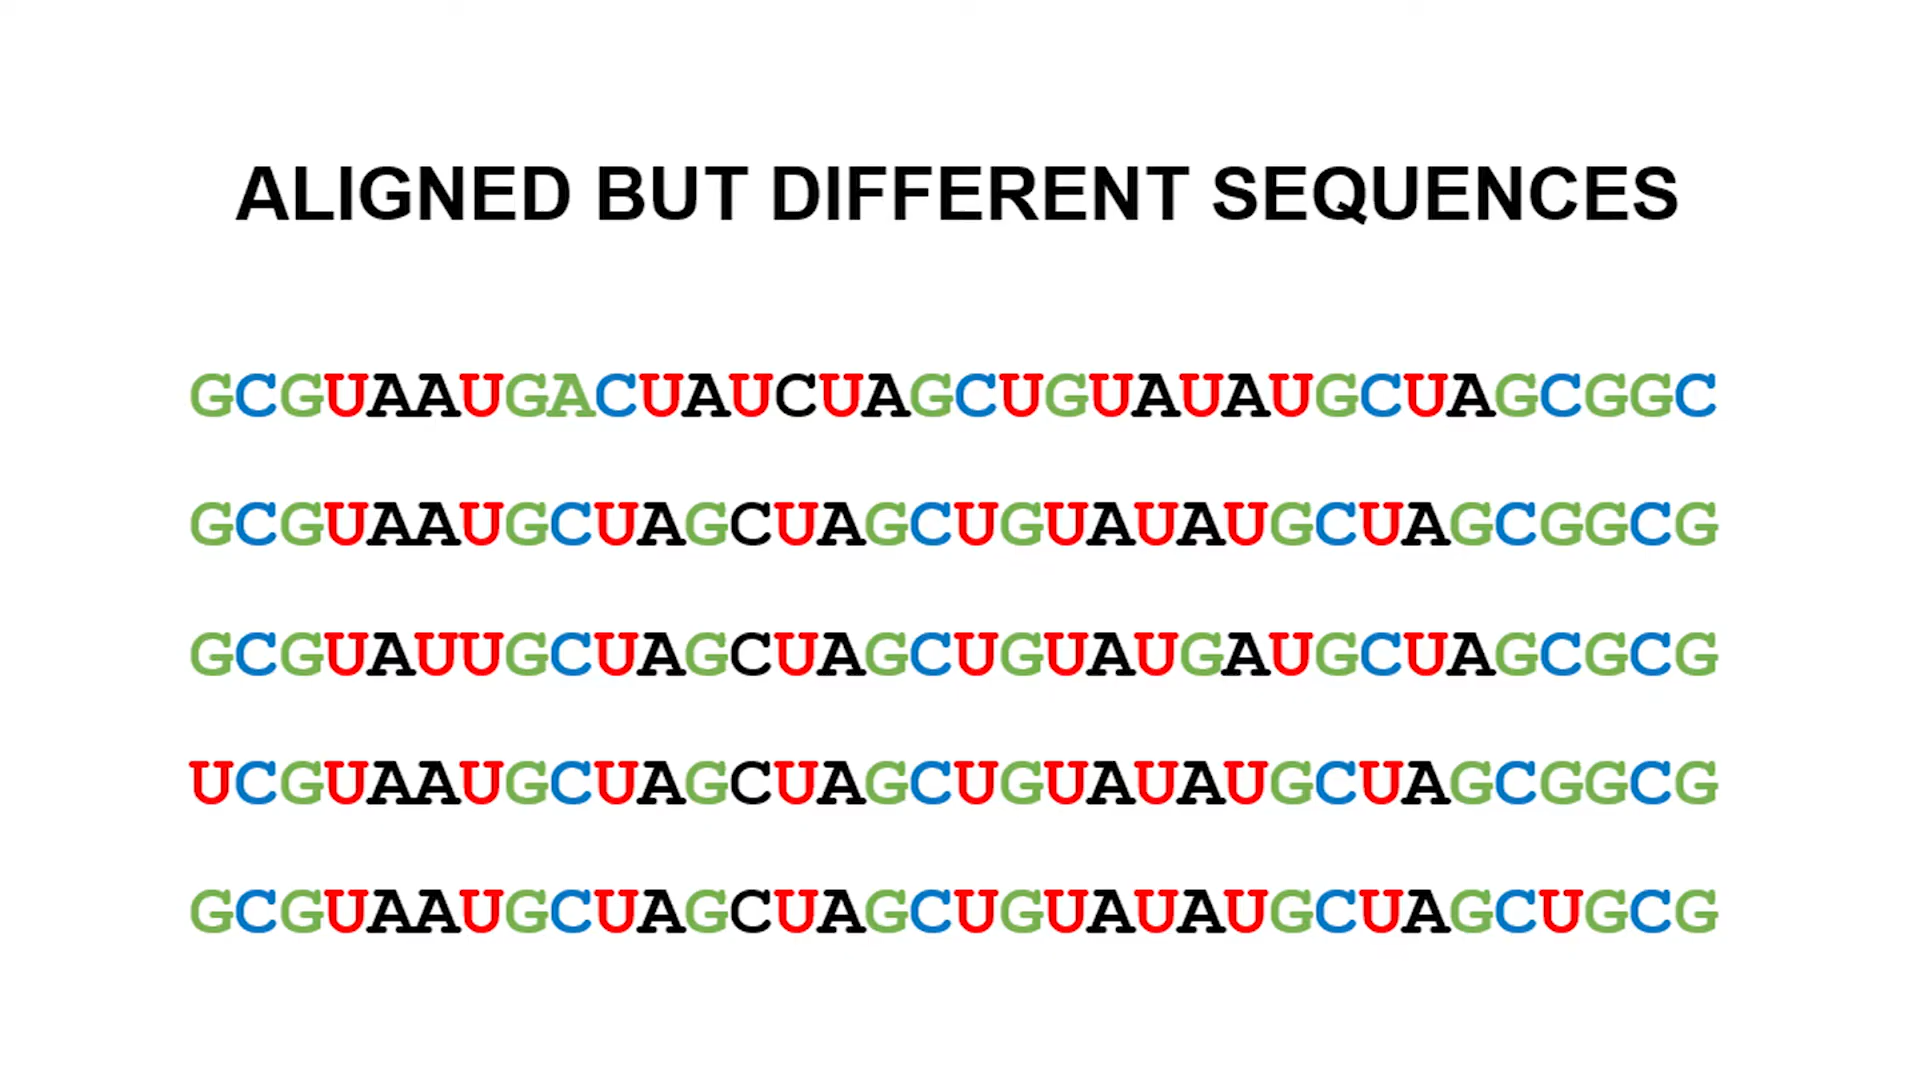 ALIGNED BUT DIFFERENT SEQUENCES
GCGUAAUGACUAUCUAGCUGUAUAUGCUAGCGGC
GCGUAAUGCUAGCUAGCUGUAUAUGCUAGCGGCG
GCGUAUUGCUAGCUAGCUGUAUGAUGCUAGCGCG
UCGUAAUGCUAGCUAGCUGUAUAUGCUAGCGGCG
GCGUAAUGCUAGCUAGCUGUAUAUGCUAGCUGCG